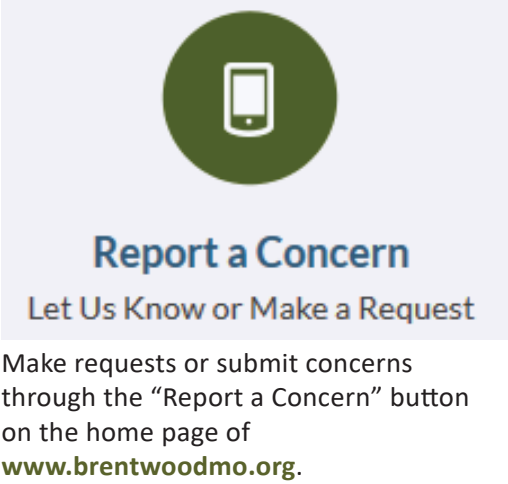 Report a Concern
Let Us Know or Make a Request
Make requests or submit concerns
through the “Report a Concern” button
on the home page of
www.brentwoodmo.org.